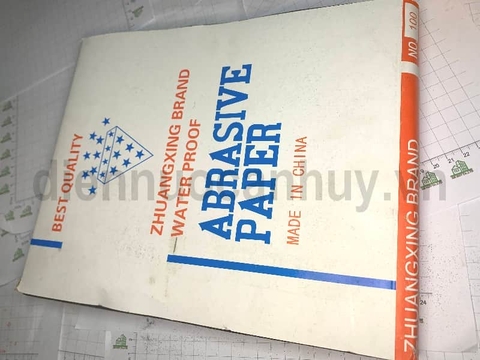 BEST QUALITY
ZHUANGXING BRAND
WATER PROOF
ABRASIVE
PAPER
MADE IN CHINA
ZHUANGXING BRAND
NO. 100